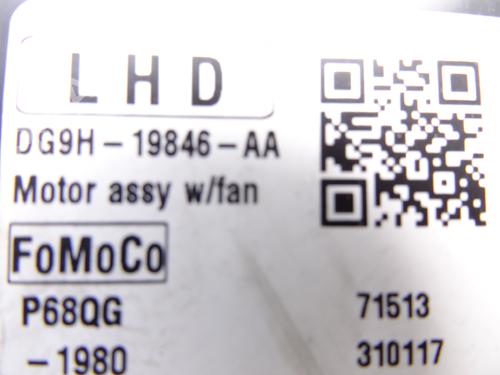 LHD
DG9H-19846-AA
Motor assy w/fan
FoMoCo
P68QG 71513
-1980 310117